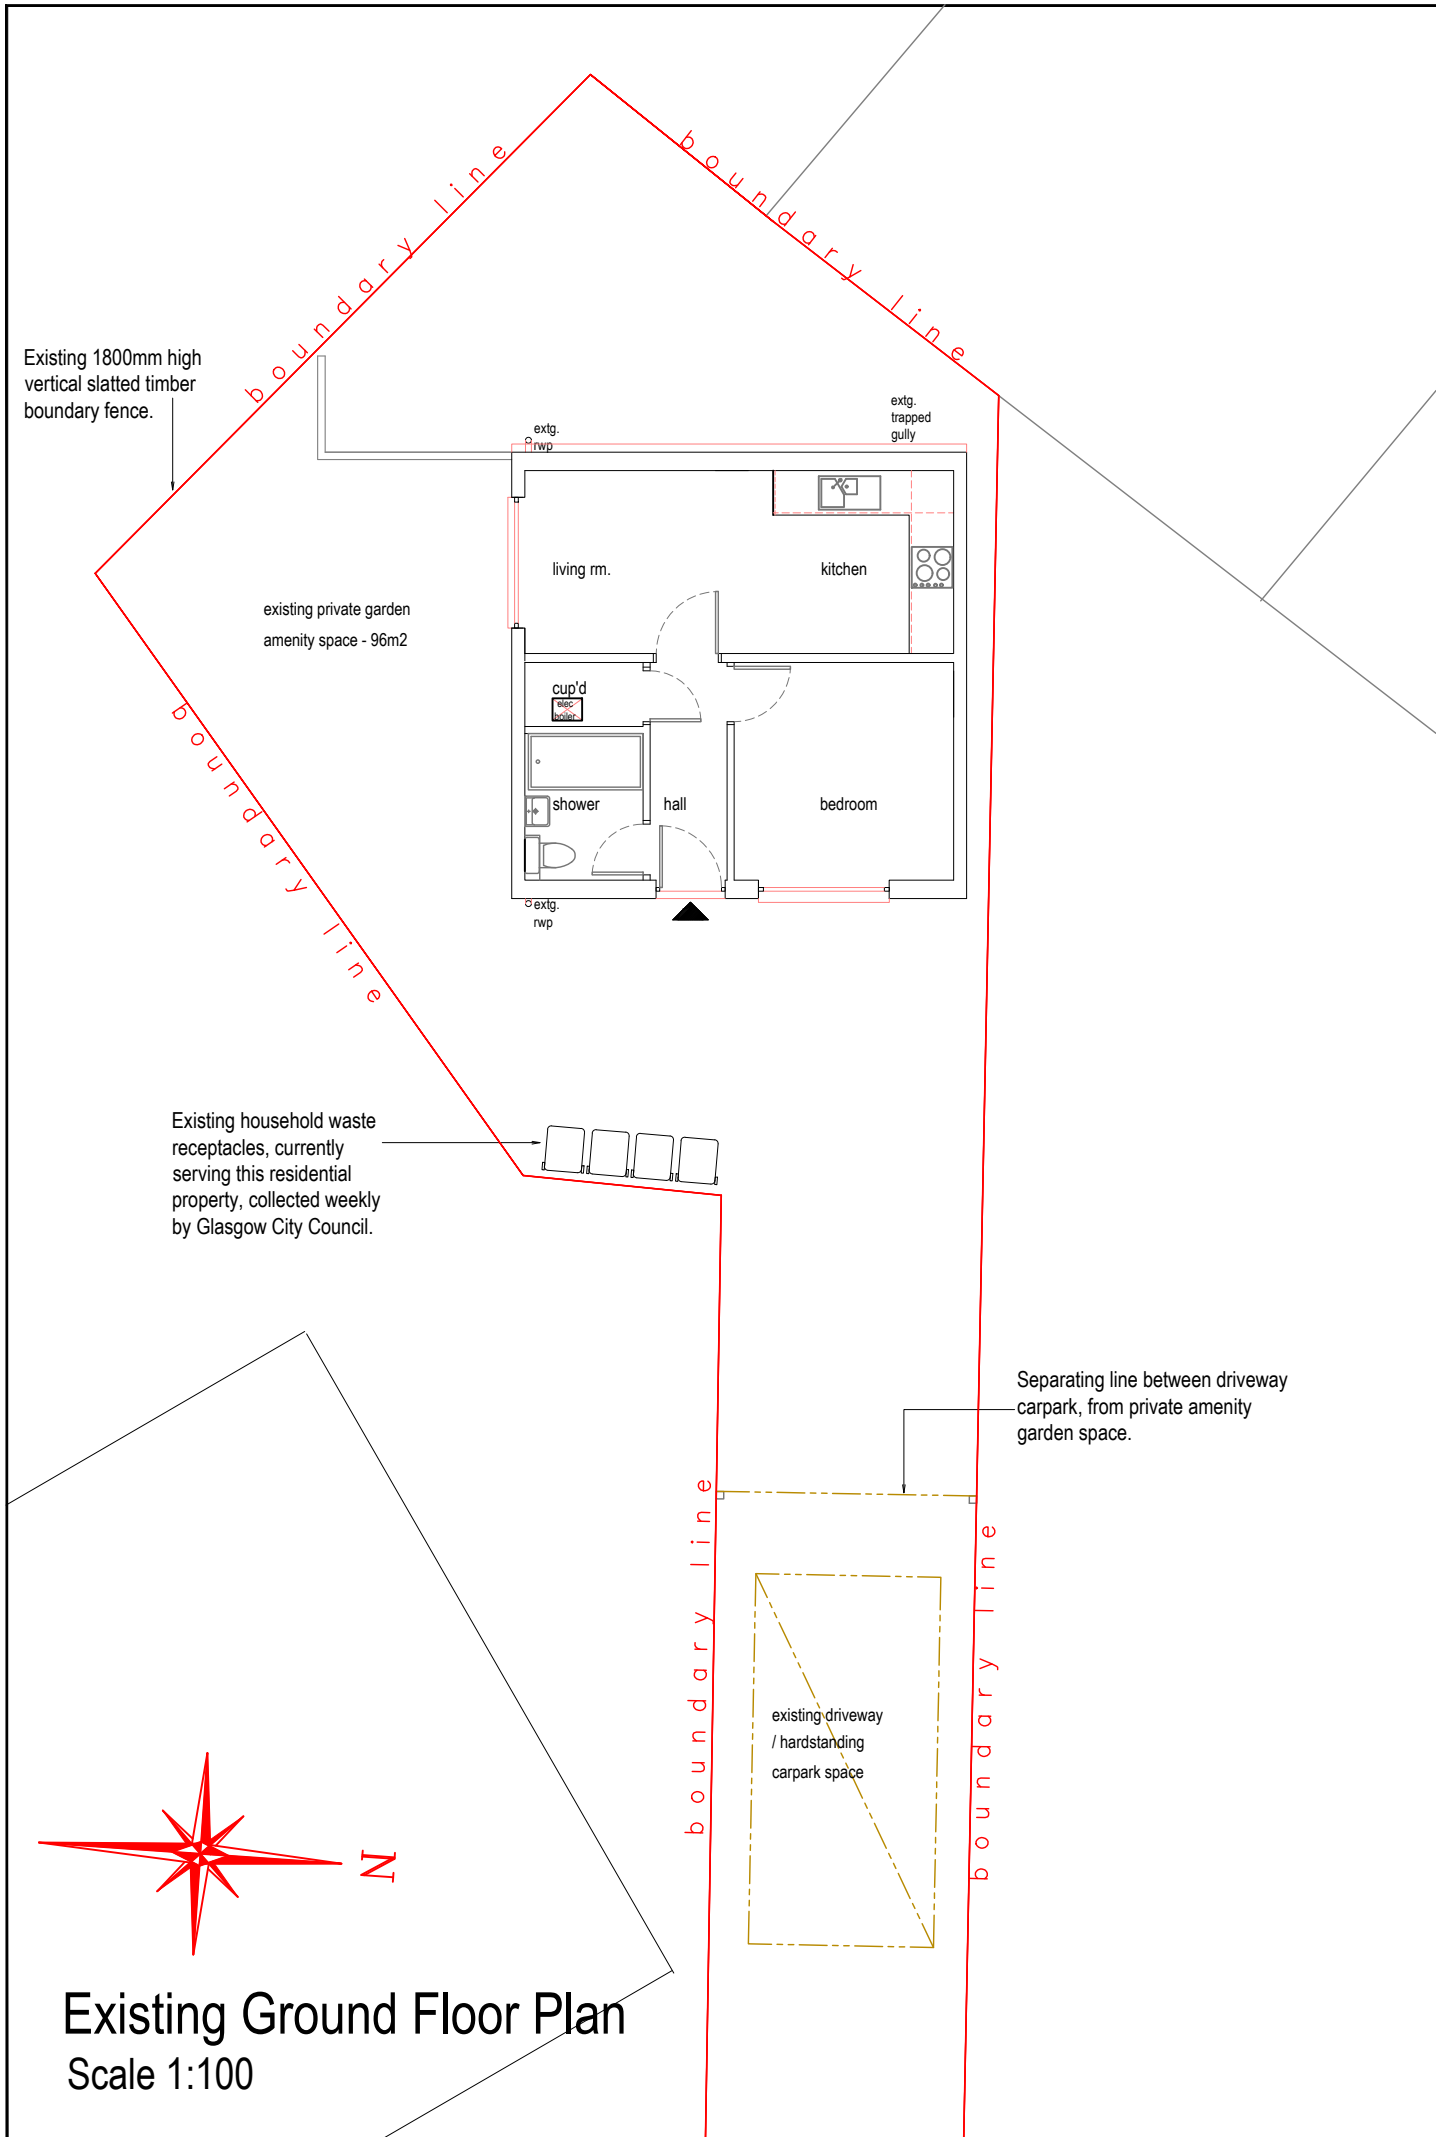 boundary line
boundary line
Existing 1800mm high
vertical slatted timber
boundary fence.
extg.
trapped
gully
extg.
rwp
living rm.
kitchen
existing private garden
amenity space - 96m2
cup'd
elec
boiler
boundary line
shower
hall
bedroom
extg.
rwp
Existing household waste
receptacles, currently
serving this residential
property, collected weekly
by Glasgow City Council.
Separating line between driveway
carpark, from private amenity
garden space.
boundary line
boundary line
existing driveway
/ hardstanding
carpark space
N
Existing Ground Floor Plan
Scale 1:100